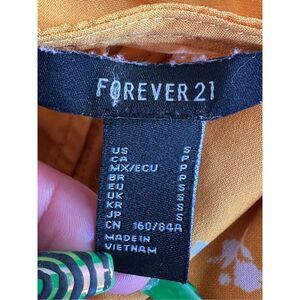 FOREVER 21
US S
CA P
MX/ECU P
BR P
EU S
UK S
KR S
JP S
CN 160/84A
MADE IN
VIETNAM